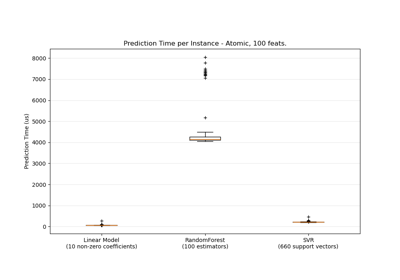 Prediction Time per Instance - Atomic, 100 feats.
Prediction Time (us)
8000
7000
6000
5000
4000
3000
2000
1000
0
Linear Model
(10 non-zero coefficients)
RandomForest
(100 estimators)
SVR
(660 support vectors)